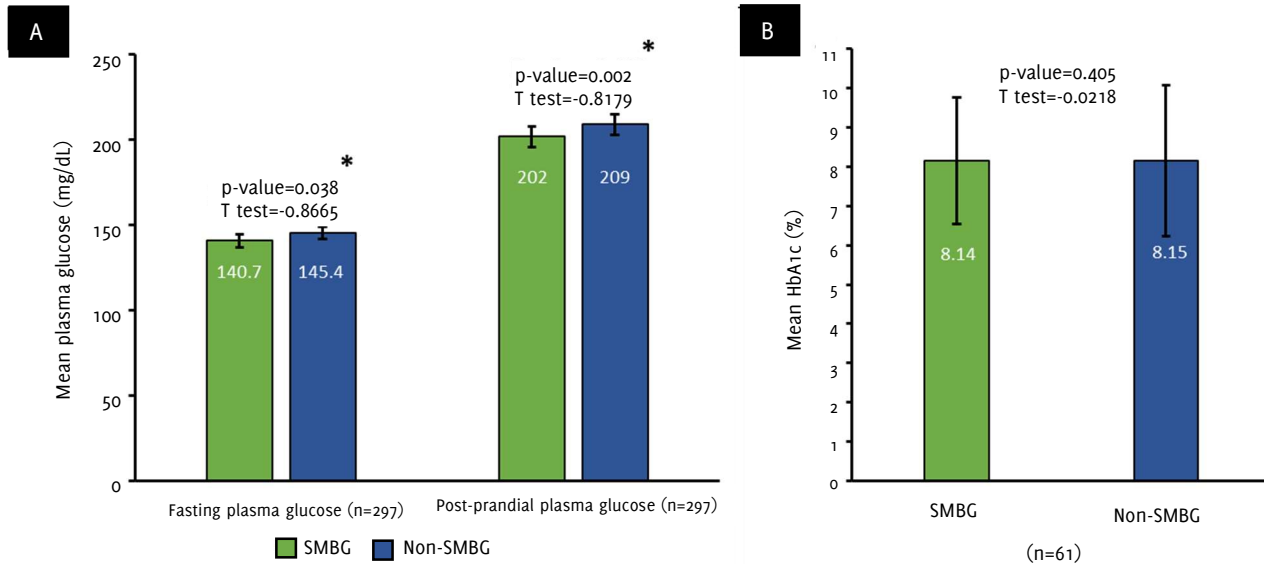 A
Mean plasma glucose (mg/dL)
250
200
150
100
50
0
p-value=0.038
T test=-0.8665
*
p-value=0.002
T test=-0.8179
*
140.7
145.4
202
209
Fasting plasma glucose (n=297)
Post-prandial plasma glucose (n=297)
SMBG
Non-SMBG
B
Mean HbA1c (%)
11
10
9
8
7
6
5
4
3
2
1
0
p-value=0.405
T test=-0.0218
8.14
8.15
SMBG
Non-SMBG
(n=61)